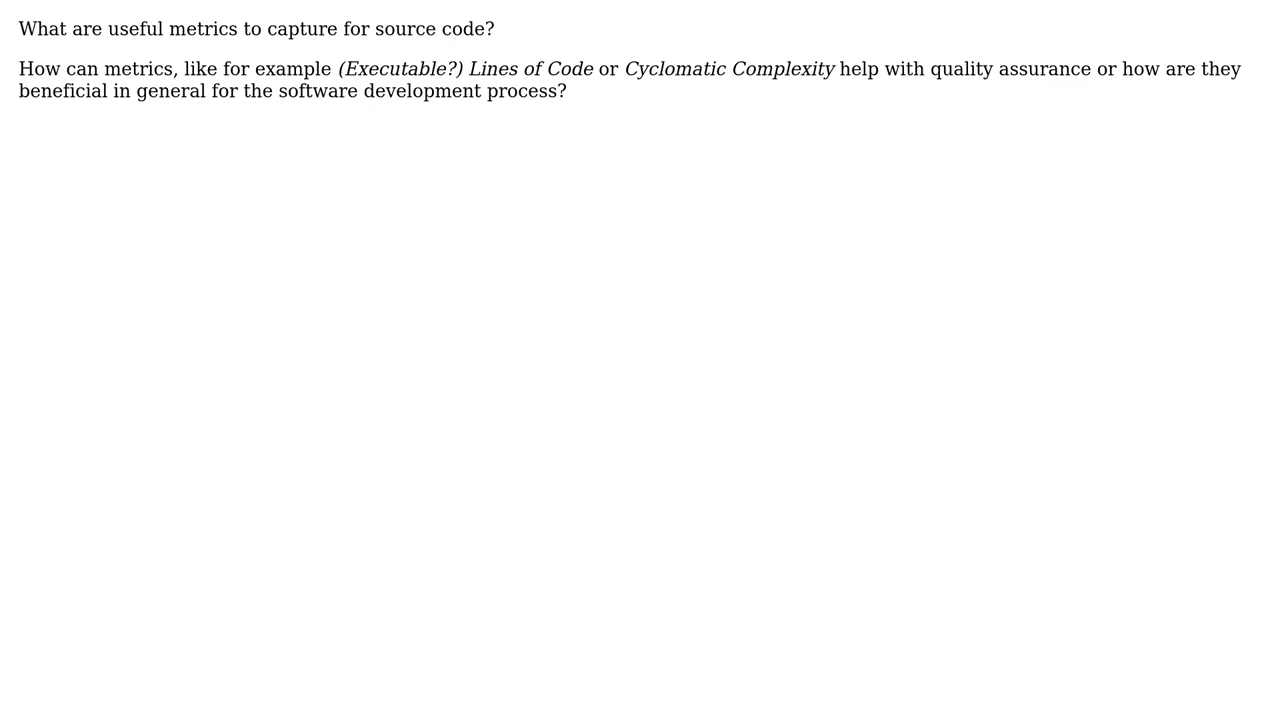 What are useful metrics to capture for source code?
How can metrics, like for example (Executable?) Lines of Code or Cyclomatic Complexity help with quality assurance or how are they
beneficial in general for the software development process?